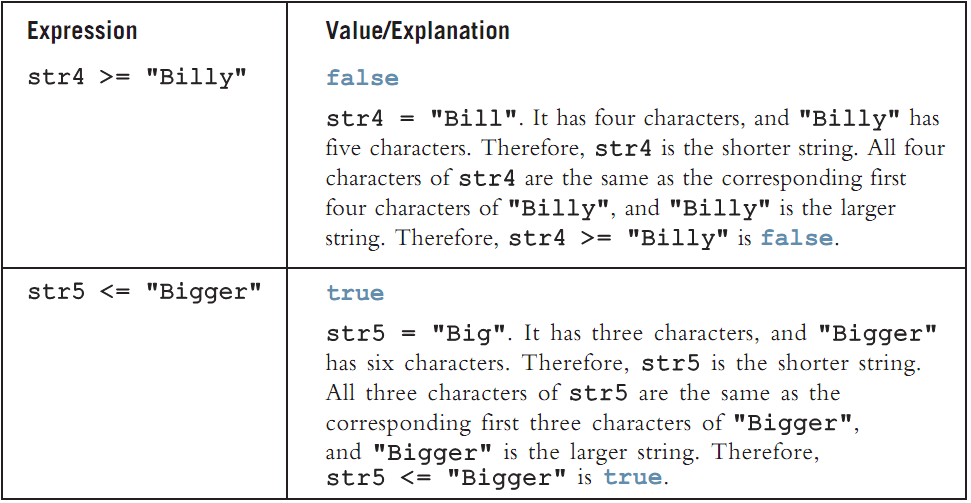 Expression Value/Explanation
str4 >= "Billy" false
str4 = "Bill". It has four characters, and "Billy" has
five characters. Therefore, str4 is the shorter string. All four
characters of str4 are the same as the corresponding first
four characters of "Billy", and "Billy" is the larger
string. Therefore, str4 >= "Billy" is false.
str5 <= "Bigger" true
str5 = "Big". It has three characters, and "Bigger"
has six characters. Therefore, str5 is the shorter string.
All three characters of str5 are the same as the
corresponding first three characters of "Bigger",
and "Bigger" is the larger string. Therefore,
str5 <= "Bigger" is true.